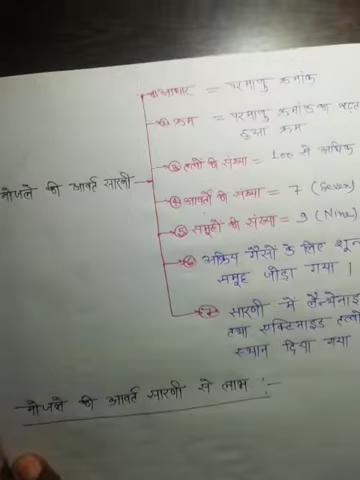 ① आधार = परमाणु क्रमांक
② क्रम = परमाणु क्रमांक का बढ़ता
हुआ क्रम
मोजले की आवर्त सारणी
③ तत्वों की संख्या = 100 से अधिक
④ आवर्तों की संख्या = 7 (Seven)
⑤ समूहों की संख्या = 9 (Nine)
⑥ अक्रिय गैसों के लिए शून्य
समूह जोड़ा गया ।
⑦ सारणी में लैन्थेनाइड
तथा एक्टिनाइड तत्वों
स्थान दिया गया
मोजले की आवर्त सारणी से लाभ :-